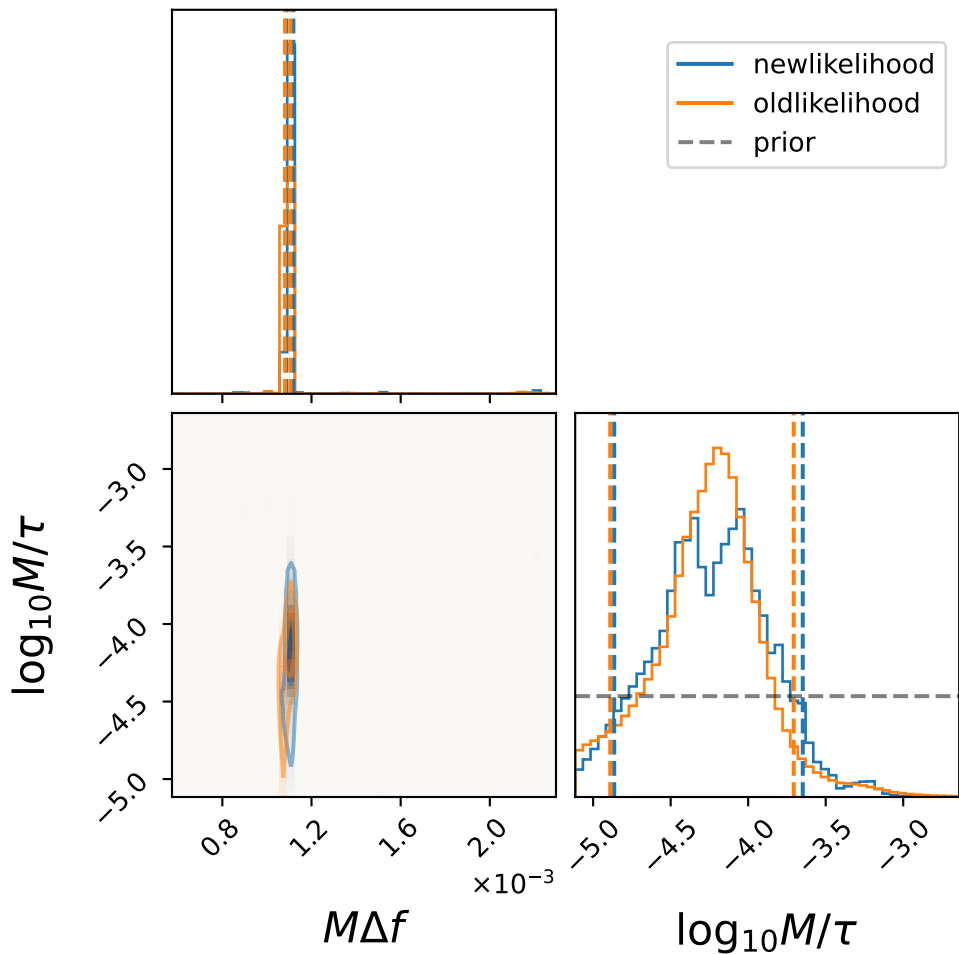 newlikelihood
oldlikelihood
prior
log₁₀M/τ
−3.0
−3.5
−4.0
−4.5
−5.0
0.8
1.2
1.6
2.0
×10⁻³
MΔf
−5.0
−4.5
−4.0
−3.5
−3.0
log₁₀M/τ